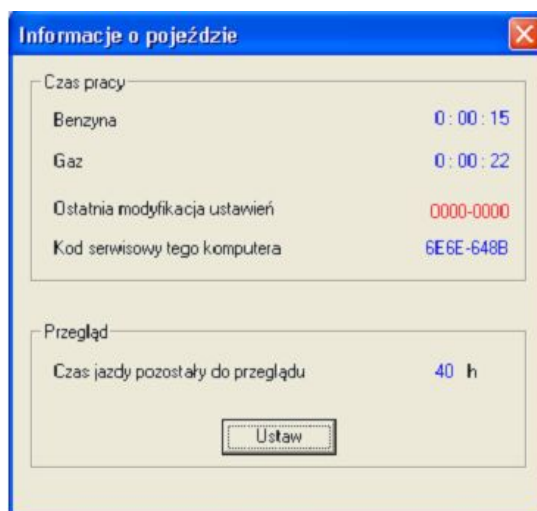 Informacje o pojeździe
Czas pracy
Benzyna 0:00:15
Gaz 0:00:22
Ostatnia modyfikacja ustawień 0000-0000
Kod serwisowy tego komputera 6E6E-648B
Przegląd
Czas jazdy pozostały do przeglądu 40 h
Ustaw